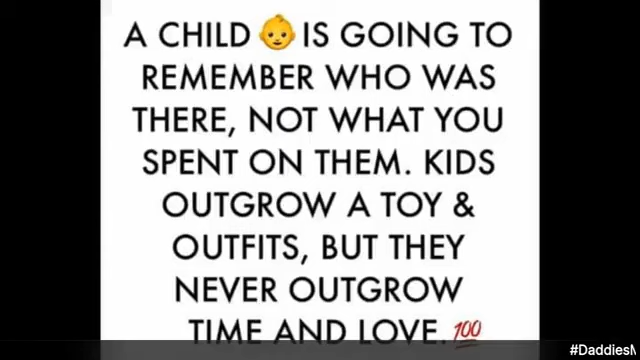 A CHILD 👶 IS GOING TO
REMEMBER WHO WAS
THERE, NOT WHAT YOU
SPENT ON THEM. KIDS
OUTGROW A TOY &
OUTFITS, BUT THEY
NEVER OUTGROW
TIME AND LOVE. 💯
#DaddiesM